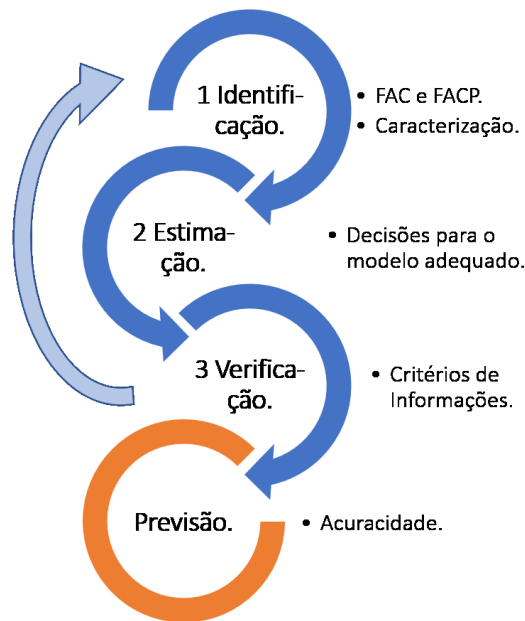 1 Identifi-
cação.
• FAC e FACP.
• Caracterização.
2 Estima-
ção.
• Decisões para o
modelo adequado.
3 Verifica-
ção.
• Critérios de
Informações.
Previsão.
• Acuracidade.